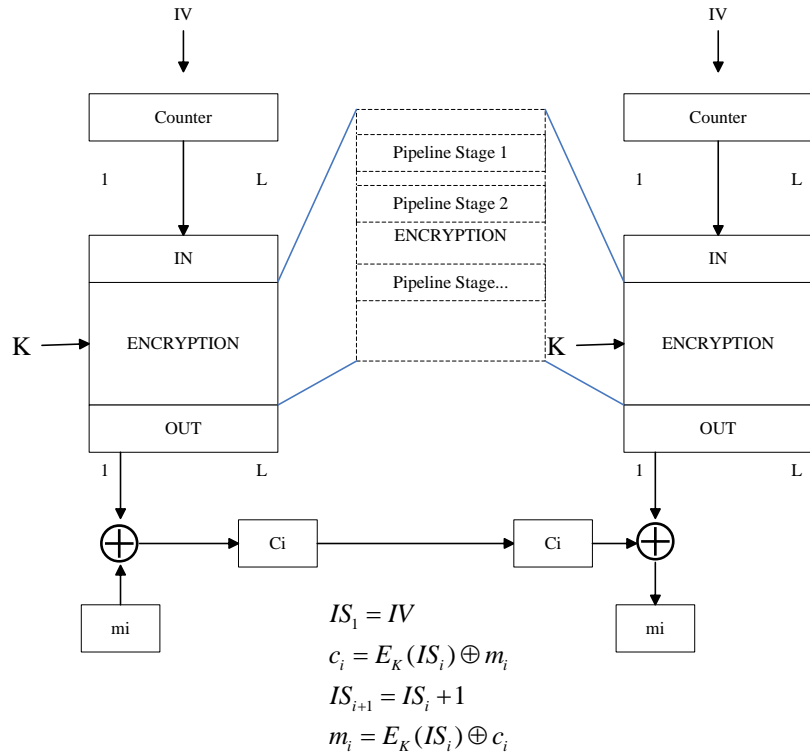 IV
IV
Counter
Counter
1 L
1 L
Pipeline Stage 1
Pipeline Stage 2
ENCRYPTION
Pipeline Stage...
IN
IN
K
ENCRYPTION
K
ENCRYPTION
OUT
OUT
1 L
1 L
Ci
Ci
mi
mi
IS₁ = IV
cᵢ = E_K(ISᵢ) ⊕ mᵢ
ISᵢ₊₁ = ISᵢ + 1
mᵢ = E_K(ISᵢ) ⊕ cᵢ